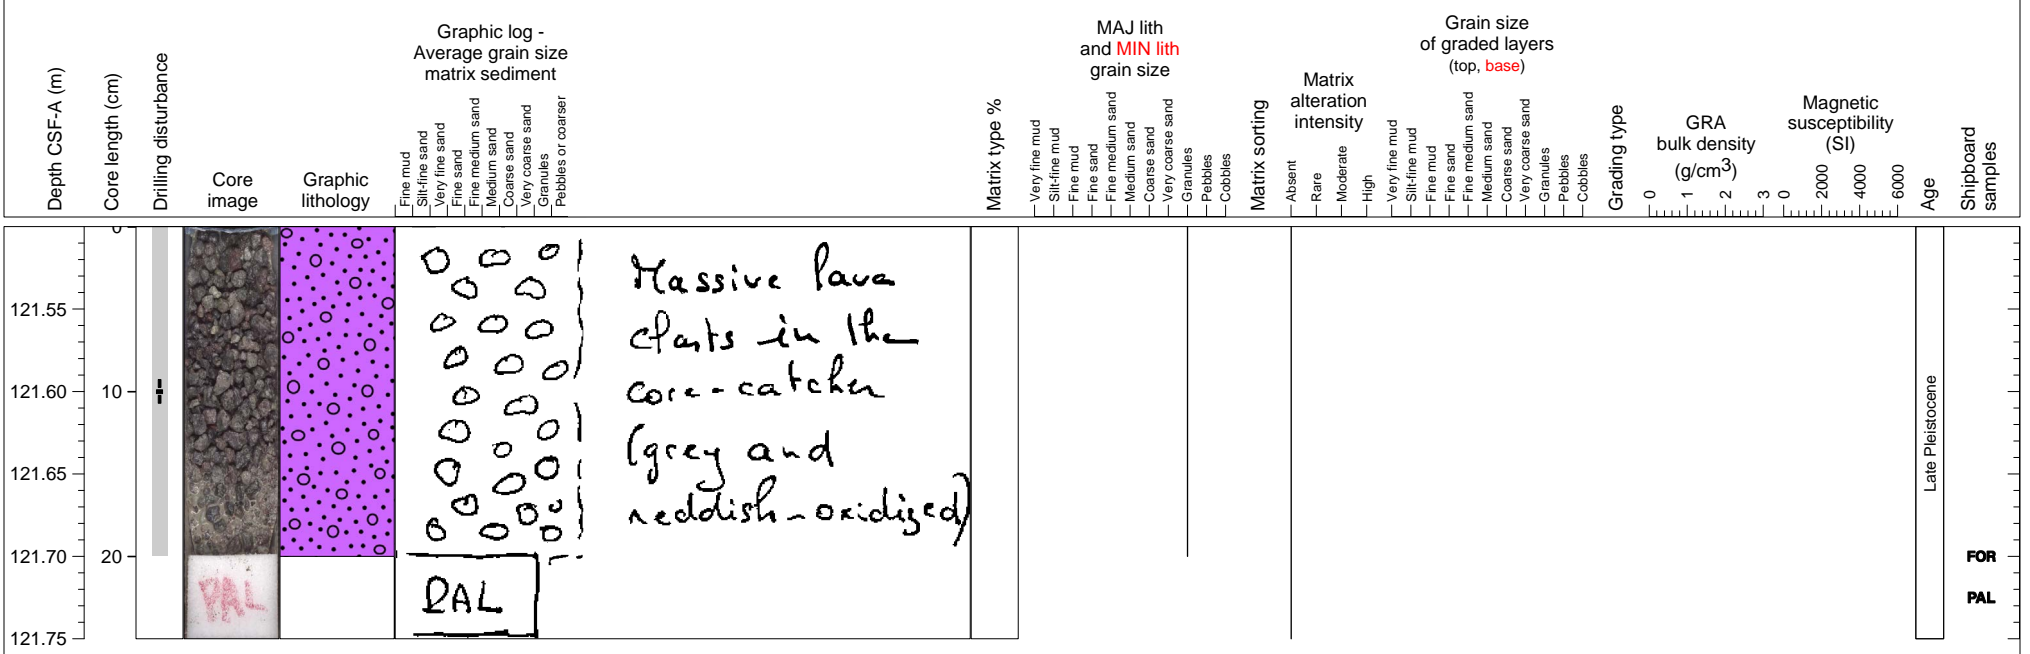 Depth CSF-A (m)
Core length (cm)
Drilling disturbance
Core
image
Graphic
lithology
Graphic log -
Average grain size
matrix sediment
Fine mud
Silt-fine sand
Very fine sand
Fine sand
Fine medium sand
Medium sand
Coarse sand
Very coarse sand
Granules
Pebbles or coarser
Matrix type %
MAJ lith
and MIN lith
grain size
Very fine mud
Silt-fine mud
Fine mud
Fine sand
Fine medium sand
Medium sand
Coarse sand
Very coarse sand
Granules
Pebbles
Cobbles
Matrix sorting
Matrix
alteration
intensity
Absent
Rare
Moderate
High
Grain size
of graded layers
(top, base)
Very fine mud
Silt-fine mud
Fine mud
Fine sand
Fine medium sand
Medium sand
Coarse sand
Very coarse sand
Granules
Pebbles
Cobbles
Grading type
GRA
bulk density
(g/cm3)
0 1 2 3
Magnetic
susceptibility
(SI)
0 2000 4000 6000
Age
Shipboard
samples
0
121.55
121.60
10
121.65
121.70
20
121.75
Massive lava
clasts in the
core-catcher
(grey and
reddish-oxidized)
PAL
PAL
Late Pleistocene
FOR
PAL